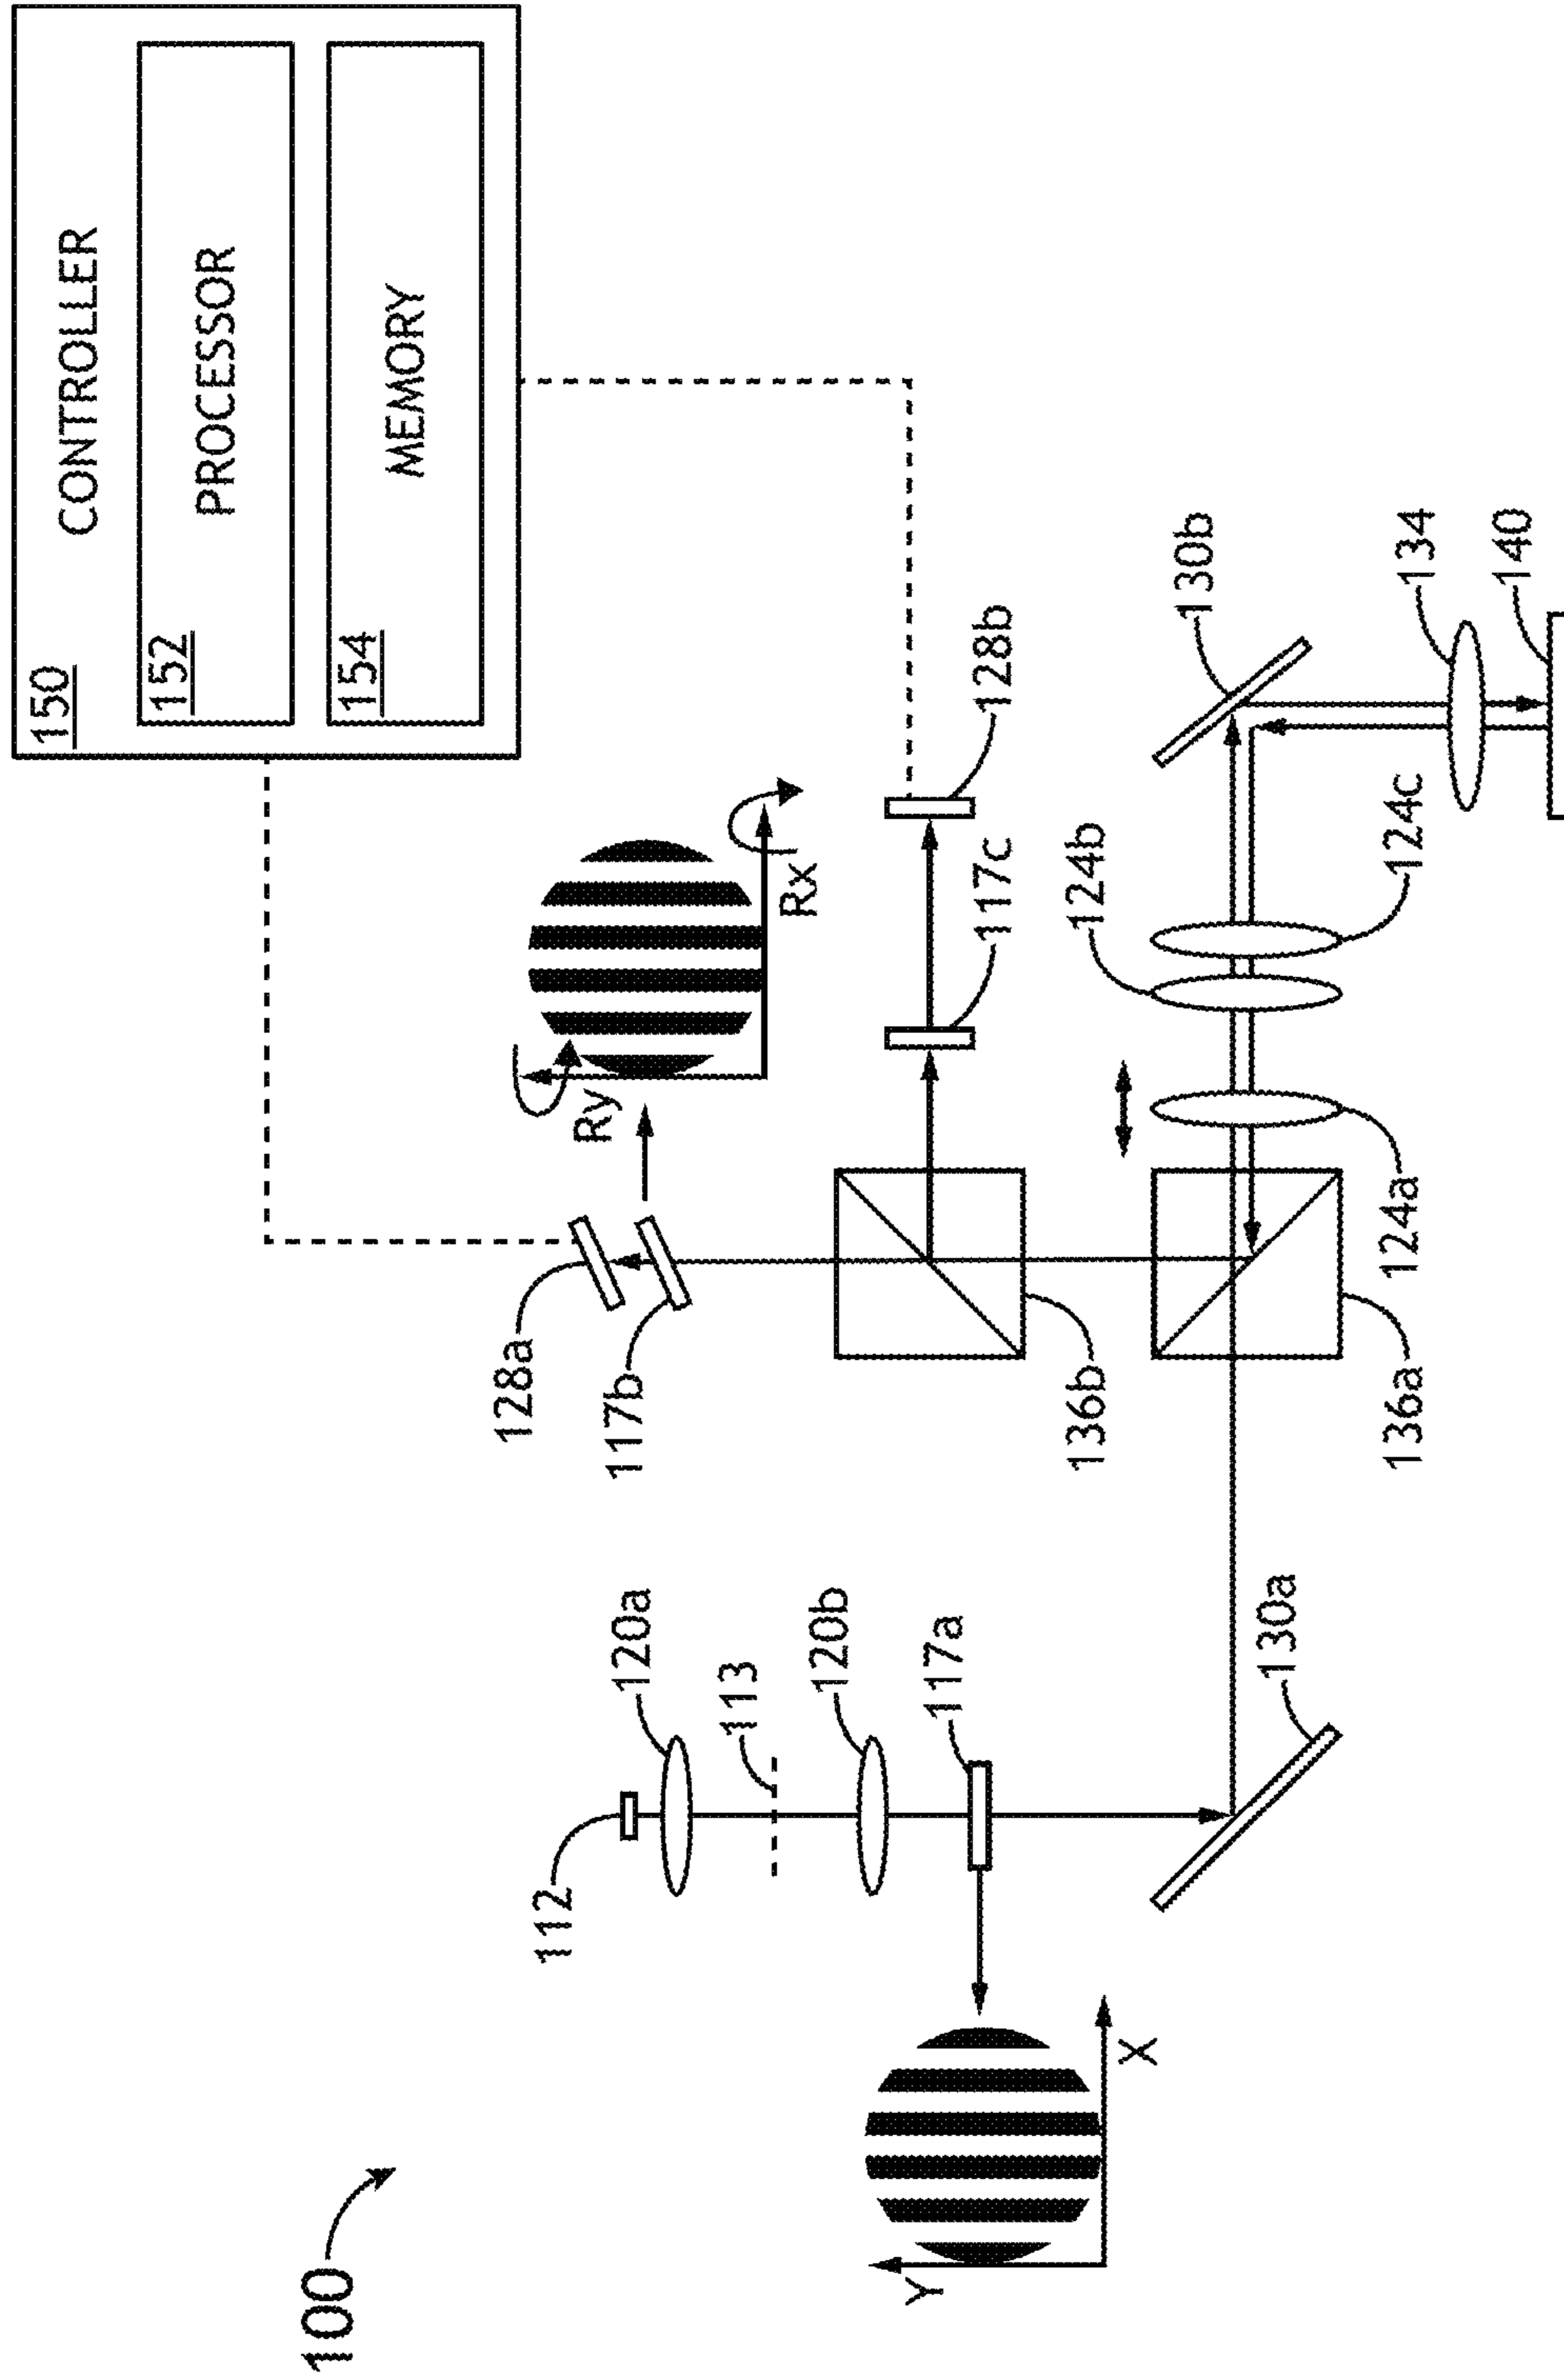 100
150
CONTROLLER
152
PROCESSOR
154
MEMORY
112
120a
113
120b
117a
130a
Y
X
128a
117b
Ry
Rx
136b
136a
117c
128b
124a
124b
124c
130b
134
140